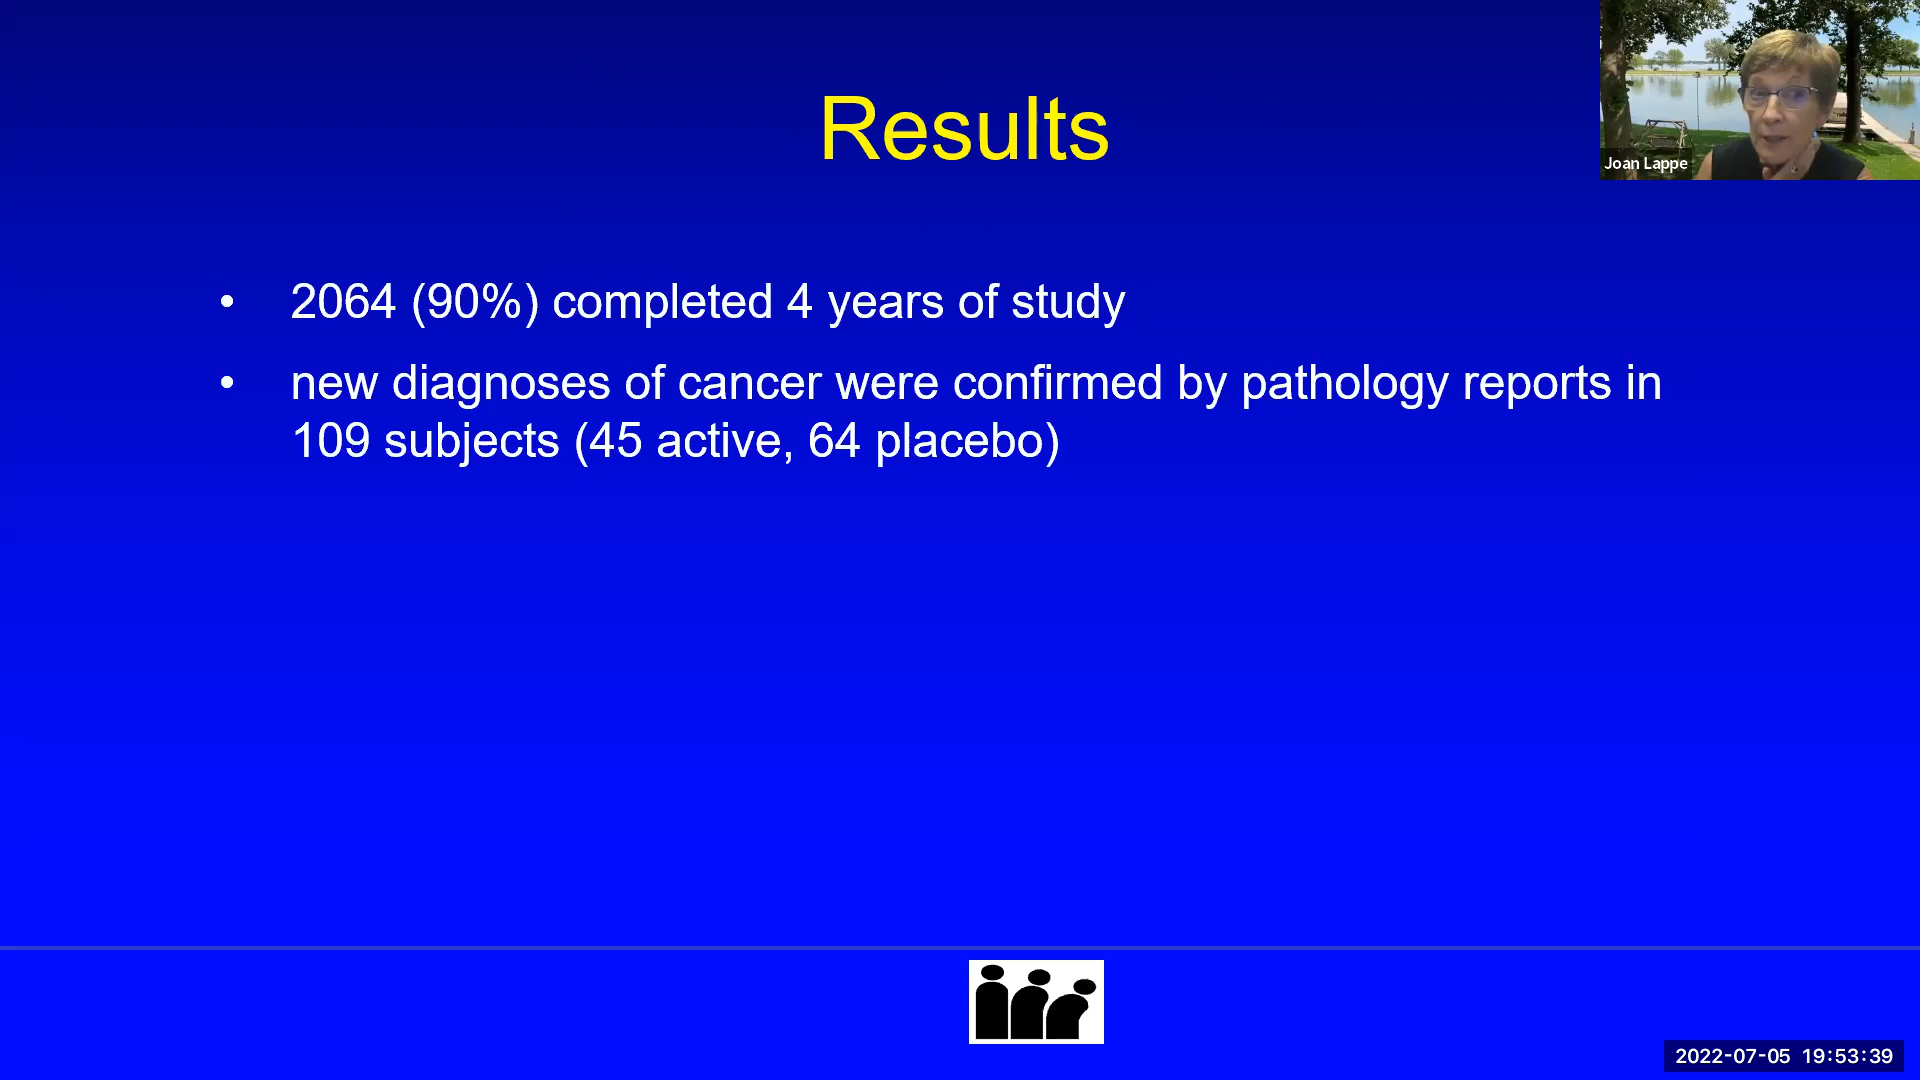 Results
Joan Lappe
• 2064 (90%) completed 4 years of study
• new diagnoses of cancer were confirmed by pathology reports in
109 subjects (45 active, 64 placebo)
2022-07-05 19:53:39